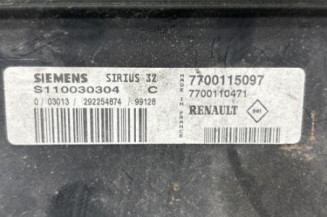 SIEMENS SIRIUS 32
S110030304 C
0 / 03013 / 292254874 / 99128
MADE IN FRANCE
7700115097
7700110471
RENAULT